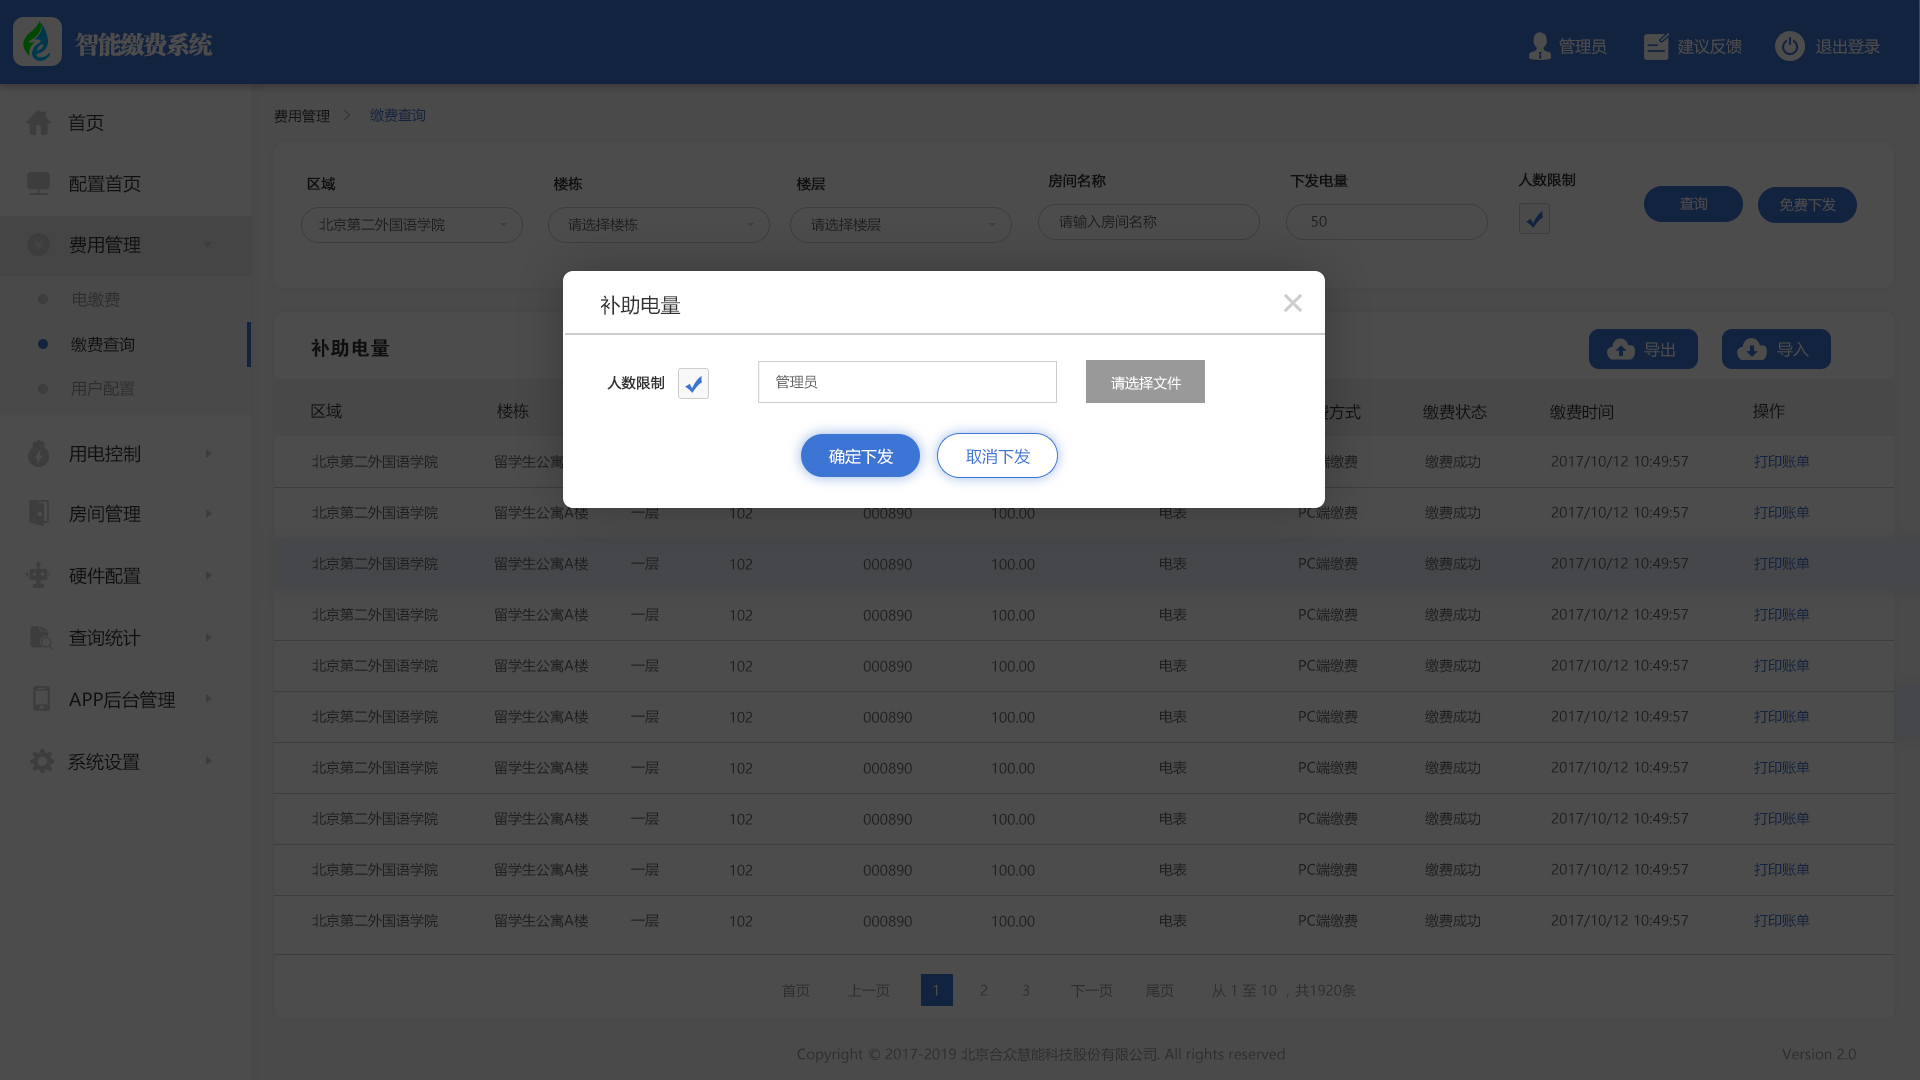 智能缴费系统
管理员
建议反馈
退出登录
首页
配置首页
费用管理
电缴费
缴费查询
用户配置
用电控制
房间管理
硬件配置
查询统计
APP后台管理
系统设置
费用管理 > 缴费查询
区域 楼栋 楼层 房间名称 下发电量 人数限制
北京第二外国语学院 请选择楼栋 请选择楼层 请输入房间名称 50 查询 免费下发
补助电量 导出 导入
区域 楼栋 方式 缴费状态 缴费时间 操作
北京第二外国语学院 留学生公寓 端缴费 缴费成功 2017/10/12 10:49:57 打印账单
北京第二外国语学院 留学生公寓A楼 一层 102 000890 100.00 电表 PC端缴费 缴费成功 2017/10/12 10:49:57 打印账单
北京第二外国语学院 留学生公寓A楼 一层 102 000890 100.00 电表 PC端缴费 缴费成功 2017/10/12 10:49:57 打印账单
北京第二外国语学院 留学生公寓A楼 一层 102 000890 100.00 电表 PC端缴费 缴费成功 2017/10/12 10:49:57 打印账单
北京第二外国语学院 留学生公寓A楼 一层 102 000890 100.00 电表 PC端缴费 缴费成功 2017/10/12 10:49:57 打印账单
北京第二外国语学院 留学生公寓A楼 一层 102 000890 100.00 电表 PC端缴费 缴费成功 2017/10/12 10:49:57 打印账单
北京第二外国语学院 留学生公寓A楼 一层 102 000890 100.00 电表 PC端缴费 缴费成功 2017/10/12 10:49:57 打印账单
北京第二外国语学院 留学生公寓A楼 一层 102 000890 100.00 电表 PC端缴费 缴费成功 2017/10/12 10:49:57 打印账单
北京第二外国语学院 留学生公寓A楼 一层 102 000890 100.00 电表 PC端缴费 缴费成功 2017/10/12 10:49:57 打印账单
北京第二外国语学院 留学生公寓A楼 一层 102 000890 100.00 电表 PC端缴费 缴费成功 2017/10/12 10:49:57 打印账单
首页 上一页 1 2 3 下一页 尾页 从 1 至 10 ，共1920条
补助电量
人数限制 管理员 请选择文件
确定下发 取消下发
Copyright © 2017-2019 北京合众慧能科技股份有限公司. All rights reserved
Version 2.0